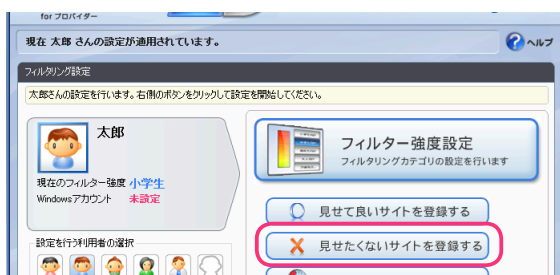 for プロバイダー
現在 太郎 さんの設定が適用されています。
ヘルプ
フィルタリング設定
太郎さんの設定を行います。右側のボタンをクリックして設定を開始してください。
太郎
現在のフィルター強度 小学生
Windowsアカウント 未設定
設定を行う利用者の選択
フィルター強度設定
フィルタリングカテゴリの設定を行います
見せて良いサイトを登録する
見せたくないサイトを登録する